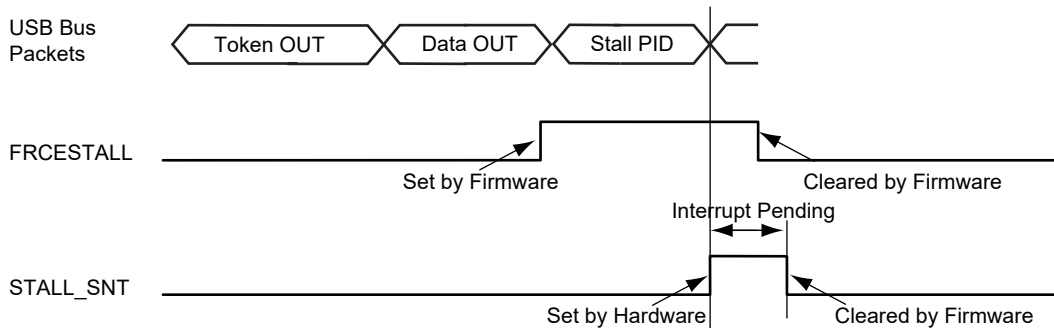 USB Bus
Packets
Token OUT
Data OUT
Stall PID
FRCESTALL
Set by Firmware
Cleared by Firmware
Interrupt Pending
STALL_SNT
Set by Hardware
Cleared by Firmware